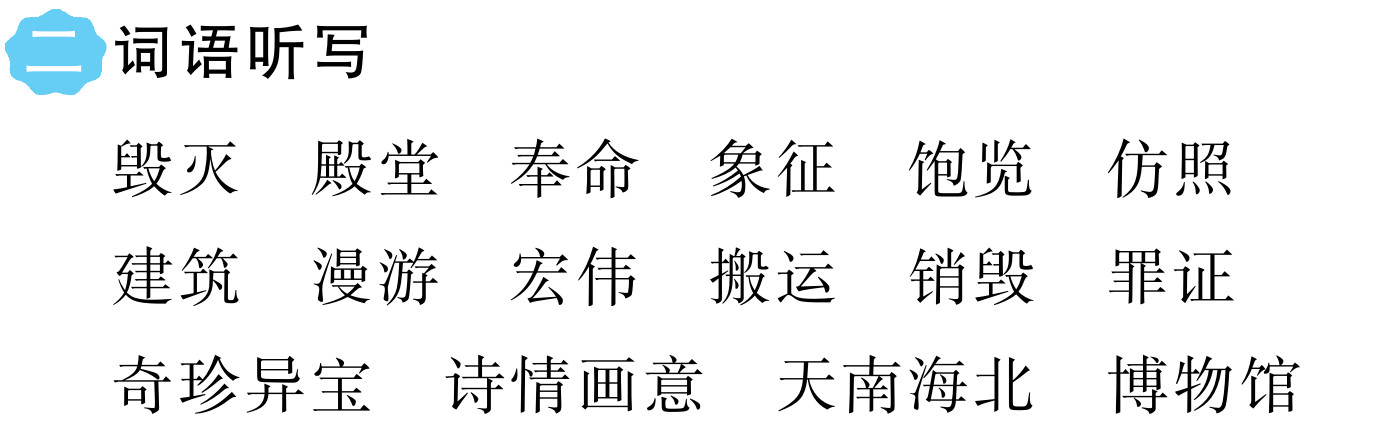 二 词语听写
毁灭 殿堂 奉命 象征 饱览 仿照
建筑 漫游 宏伟 搬运 销毁 罪证
奇珍异宝 诗情画意 天南海北 博物馆